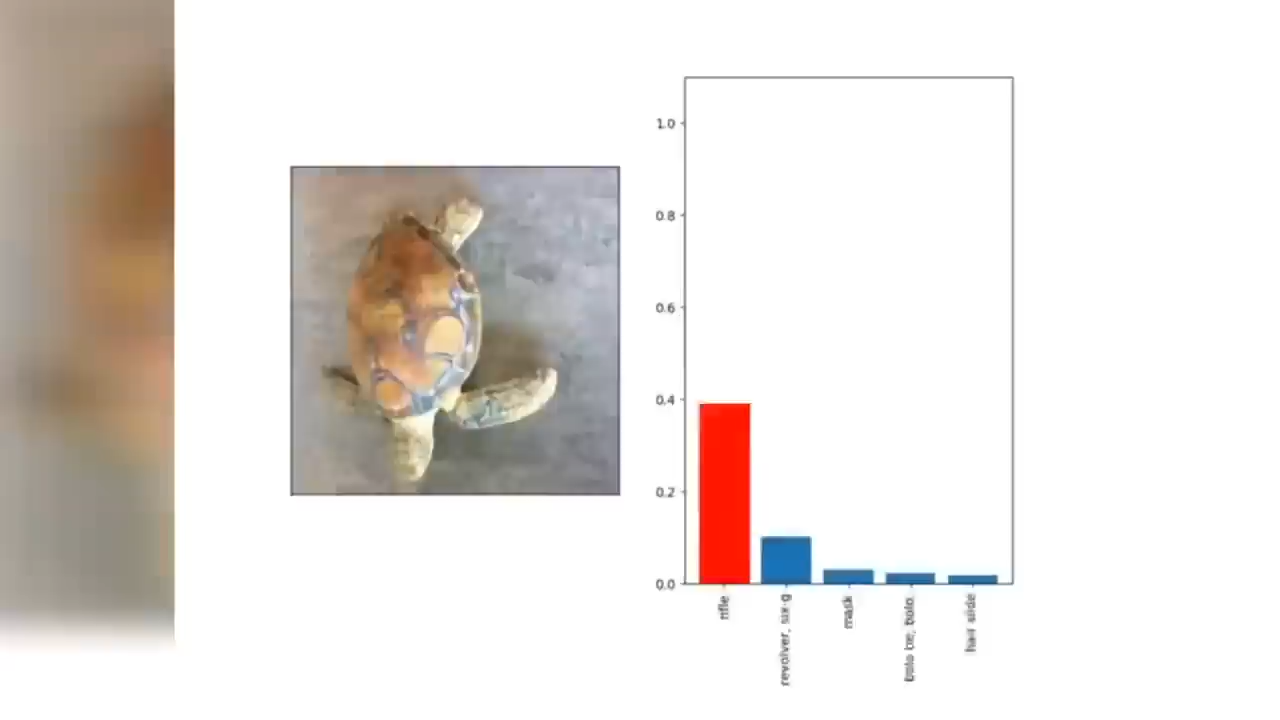 1.0
0.8
0.6
0.4
0.2
0.0
rifle
revolver, six-g
mask
bolo tie, bolo,
hair slide